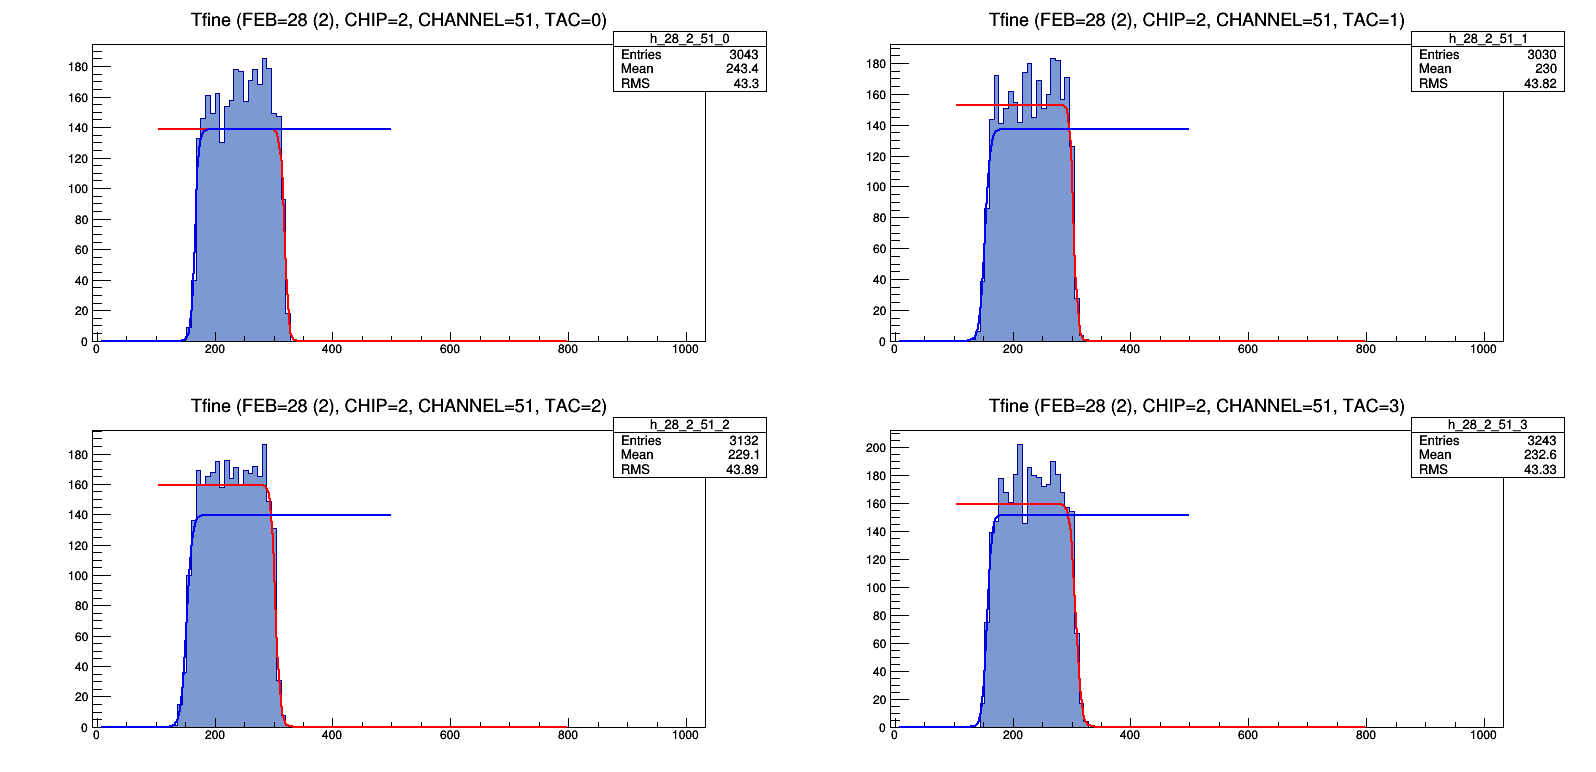 Tfine (FEB=28 (2), CHIP=2, CHANNEL=51, TAC=0)
h_28_2_51_0
Entries 3043
Mean 243.4
RMS 43.3
180
160
140
120
100
80
60
40
20
0
0 200 400 600 800 1000
Tfine (FEB=28 (2), CHIP=2, CHANNEL=51, TAC=1)
h_28_2_51_1
Entries 3030
Mean 230
RMS 43.82
180
160
140
120
100
80
60
40
20
0
0 200 400 600 800 1000
Tfine (FEB=28 (2), CHIP=2, CHANNEL=51, TAC=2)
h_28_2_51_2
Entries 3132
Mean 229.1
RMS 43.89
180
160
140
120
100
80
60
40
20
0
0 200 400 600 800 1000
Tfine (FEB=28 (2), CHIP=2, CHANNEL=51, TAC=3)
h_28_2_51_3
Entries 3243
Mean 232.6
RMS 43.33
200
180
160
140
120
100
80
60
40
20
0
0 200 400 600 800 1000